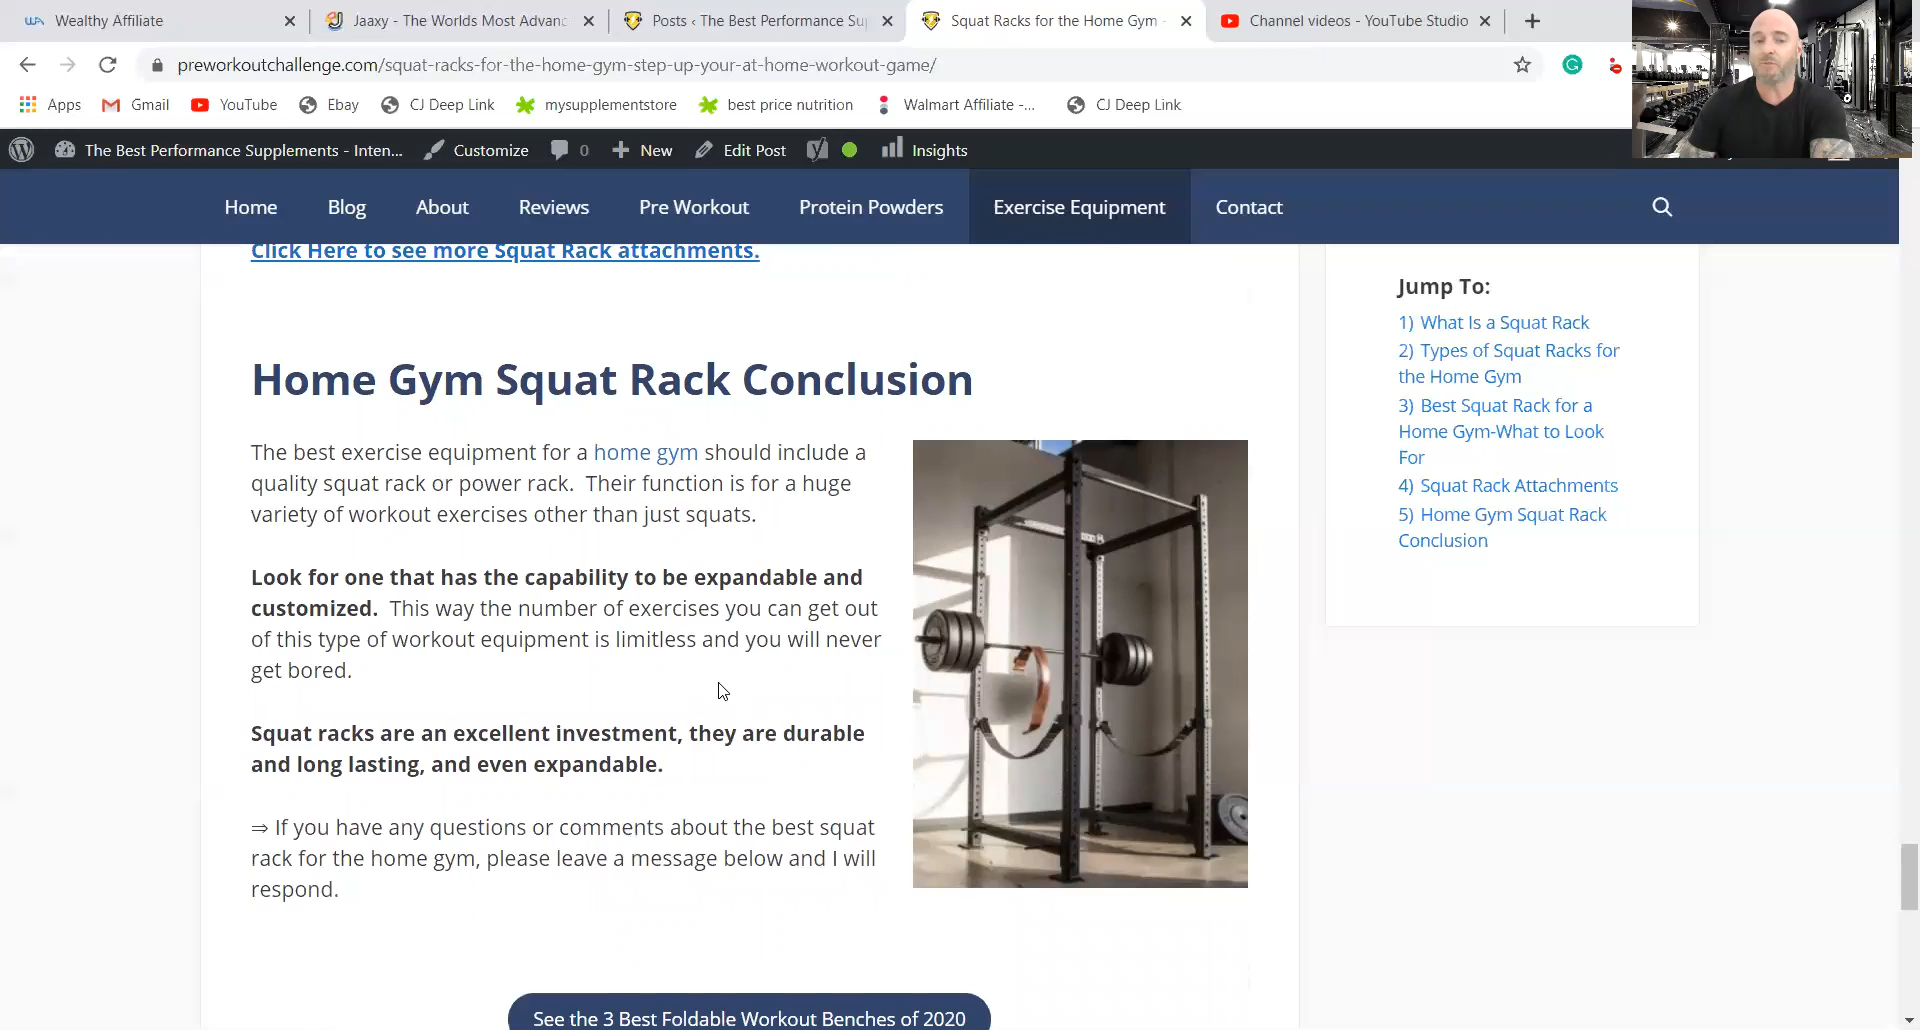 Wealthy Affiliate
Jaaxy - The Worlds Most Advanc
Posts ‹ The Best Performance Su
Squat Racks for the Home Gym -
Channel videos - YouTube Studio
preworkoutchallenge.com/squat-racks-for-the-home-gym-step-up-your-at-home-workout-game/
Apps
Gmail
YouTube
Ebay
CJ Deep Link
mysupplementstore
best price nutrition
Walmart Affiliate -...
CJ Deep Link
The Best Performance Supplements - Inten...
Customize
0
New
Edit Post
Insights
Home
Blog
About
Reviews
Pre Workout
Protein Powders
Exercise Equipment
Contact
Click Here to see more Squat Rack attachments.
Home Gym Squat Rack Conclusion
The best exercise equipment for a home gym should include a
quality squat rack or power rack. Their function is for a huge
variety of workout exercises other than just squats.
Look for one that has the capability to be expandable and
customized. This way the number of exercises you can get out
of this type of workout equipment is limitless and you will never
get bored.
Squat racks are an excellent investment, they are durable
and long lasting, and even expandable.
⇒ If you have any questions or comments about the best squat
rack for the home gym, please leave a message below and I will
respond.
See the 3 Best Foldable Workout Benches of 2020
Jump To:
1) What Is a Squat Rack
2) Types of Squat Racks for
the Home Gym
3) Best Squat Rack for a
Home Gym-What to Look
For
4) Squat Rack Attachments
5) Home Gym Squat Rack
Conclusion